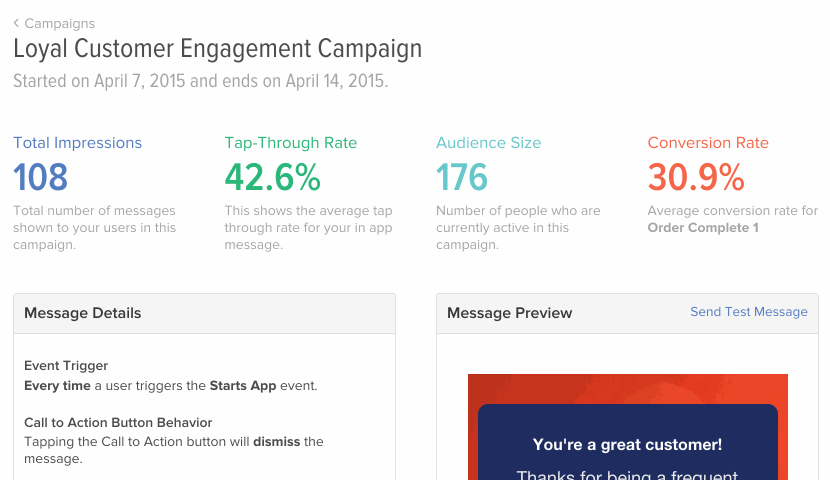 ‹ Campaigns
Loyal Customer Engagement Campaign
Started on April 7, 2015 and ends on April 14, 2015.
Total Impressions
108
Total number of messages
shown to your users in this
campaign.
Tap-Through Rate
42.6%
This shows the average tap
through rate for your in app
message.
Audience Size
176
Number of people who are
currently active in this
campaign.
Conversion Rate
30.9%
Average conversion rate for
Order Complete 1
Message Details
Event Trigger
Every time a user triggers the Starts App event.
Call to Action Button Behavior
Tapping the Call to Action button will dismiss the
message.
Message Preview
Send Test Message
You're a great customer!
Thanks for being a frequent